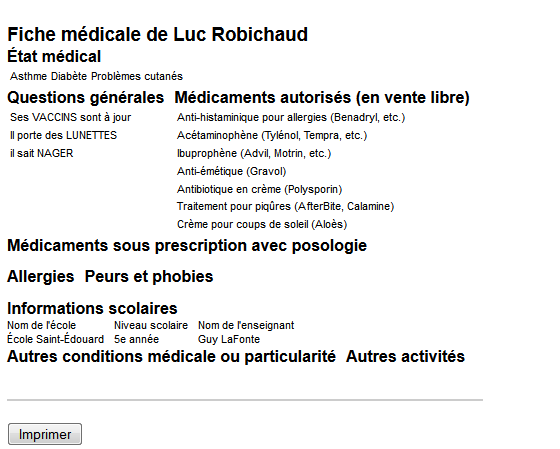 Fiche médicale de Luc Robichaud
État médical
Asthme Diabète Problèmes cutanés
Questions générales Médicaments autorisés (en vente libre)
Ses VACCINS sont à jour Anti-histaminique pour allergies (Benadryl, etc.)
Il porte des LUNETTES Acétaminophène (Tylénol, Tempra, etc.)
il sait NAGER Ibuprophène (Advil, Motrin, etc.)
Anti-émétique (Gravol)
Antibiotique en crème (Polysporin)
Traitement pour piqûres (AfterBite, Calamine)
Crème pour coups de soleil (Aloès)
Médicaments sous prescription avec posologie
Allergies Peurs et phobies
Informations scolaires
Nom de l'école Niveau scolaire Nom de l'enseignant
École Saint-Édouard 5e année Guy LaFonte
Autres conditions médicale ou particularité Autres activités
Imprimer